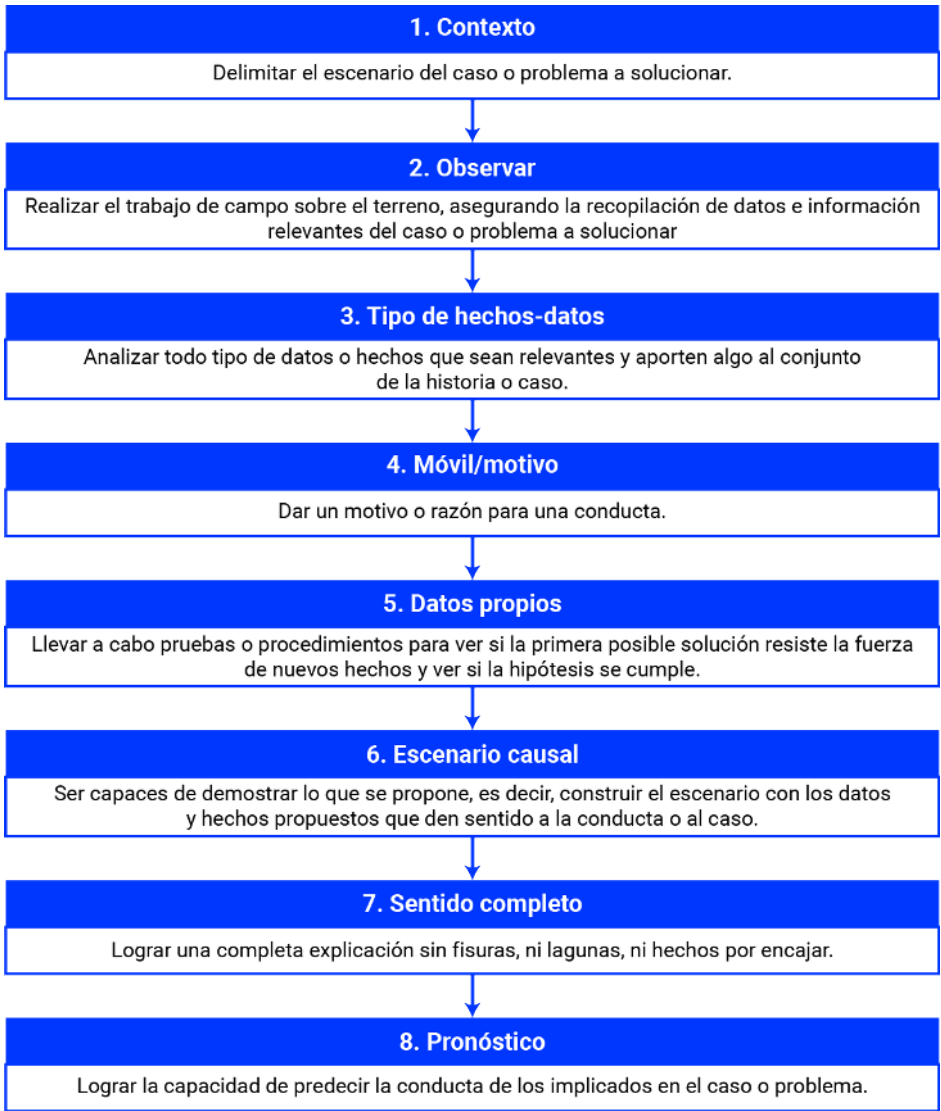 1. Contexto
Delimitar el escenario del caso o problema a solucionar.
2. Observar
Realizar el trabajo de campo sobre el terreno, asegurando la recopilación de datos e información
relevantes del caso o problema a solucionar
3. Tipo de hechos-datos
Analizar todo tipo de datos o hechos que sean relevantes y aporten algo al conjunto
de la historia o caso.
4. Móvil/motivo
Dar un motivo o razón para una conducta.
5. Datos propios
Llevar a cabo pruebas o procedimientos para ver si la primera posible solución resiste la fuerza
de nuevos hechos y ver si la hipótesis se cumple.
6. Escenario causal
Ser capaces de demostrar lo que se propone, es decir, construir el escenario con los datos
y hechos propuestos que den sentido a la conducta o al caso.
7. Sentido completo
Lograr una completa explicación sin fisuras, ni lagunas, ni hechos por encajar.
8. Pronóstico
Lograr la capacidad de predecir la conducta de los implicados en el caso o problema.